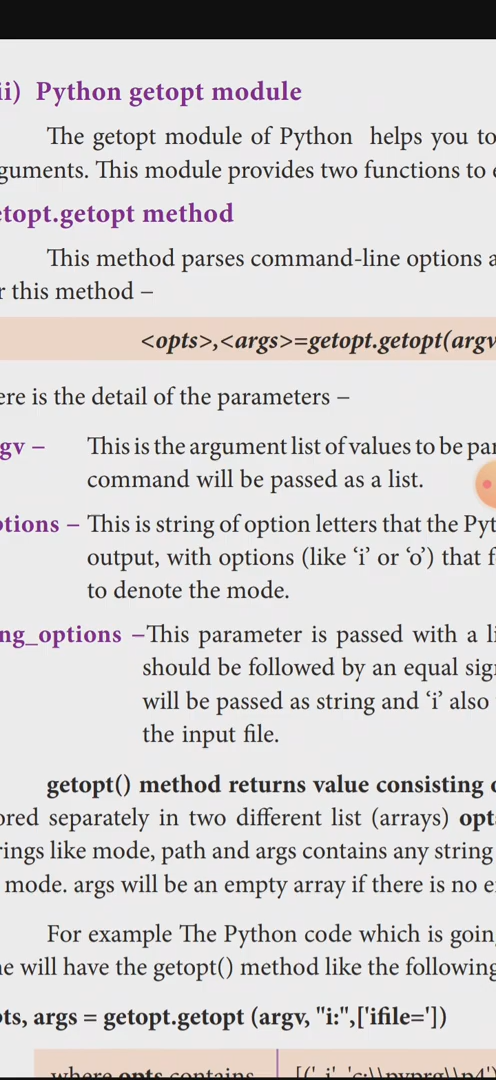 ii) Python getopt module
The getopt module of Python helps you to
guments. This module provides two functions to e
etopt.getopt method
This method parses command-line options a
r this method –
<opts>,<args>=getopt.getopt(argv
ere is the detail of the parameters –
gv – This is the argument list of values to be par
command will be passed as a list.
tions – This is string of option letters that the Pyt
output, with options (like ‘i’ or ‘o’) that f
to denote the mode.
ng_options –This parameter is passed with a li
should be followed by an equal sign
will be passed as string and ‘i’ also
the input file.
getopt() method returns value consisting o
ored separately in two different list (arrays) opt
rings like mode, path and args contains any string
mode. args will be an empty array if there is no e
For example The Python code which is going
e will have the getopt() method like the following
ts, args = getopt.getopt (argv, "i:",['ifile='])
where opts contains [('-i', 'c:\\pyprg\\p4')